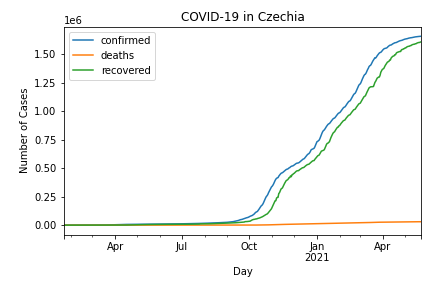 COVID-19 in Czechia
1e6
confirmed
deaths
recovered
Number of Cases
1.50
1.25
1.00
0.75
0.50
0.25
0.00
Apr Jul Oct Jan Apr
2021
Day